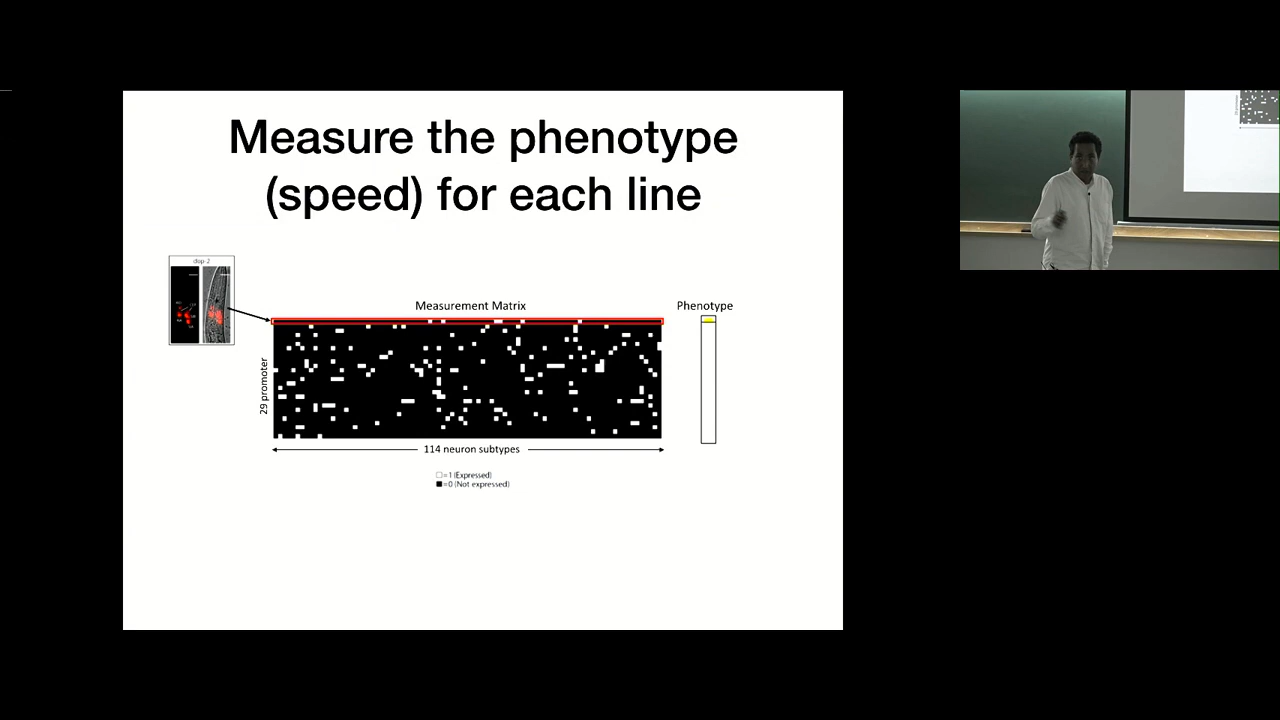 Measure the phenotype
(speed) for each line
dop 2
Measurement Matrix
Phenotype
29 promoter
114 neuron subtypes
=1 (Expressed)
=0 (Not expressed)